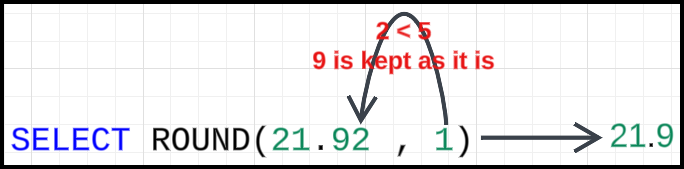 2 < 5
9 is kept as it is
SELECT ROUND(21.92 , 1) 21.9